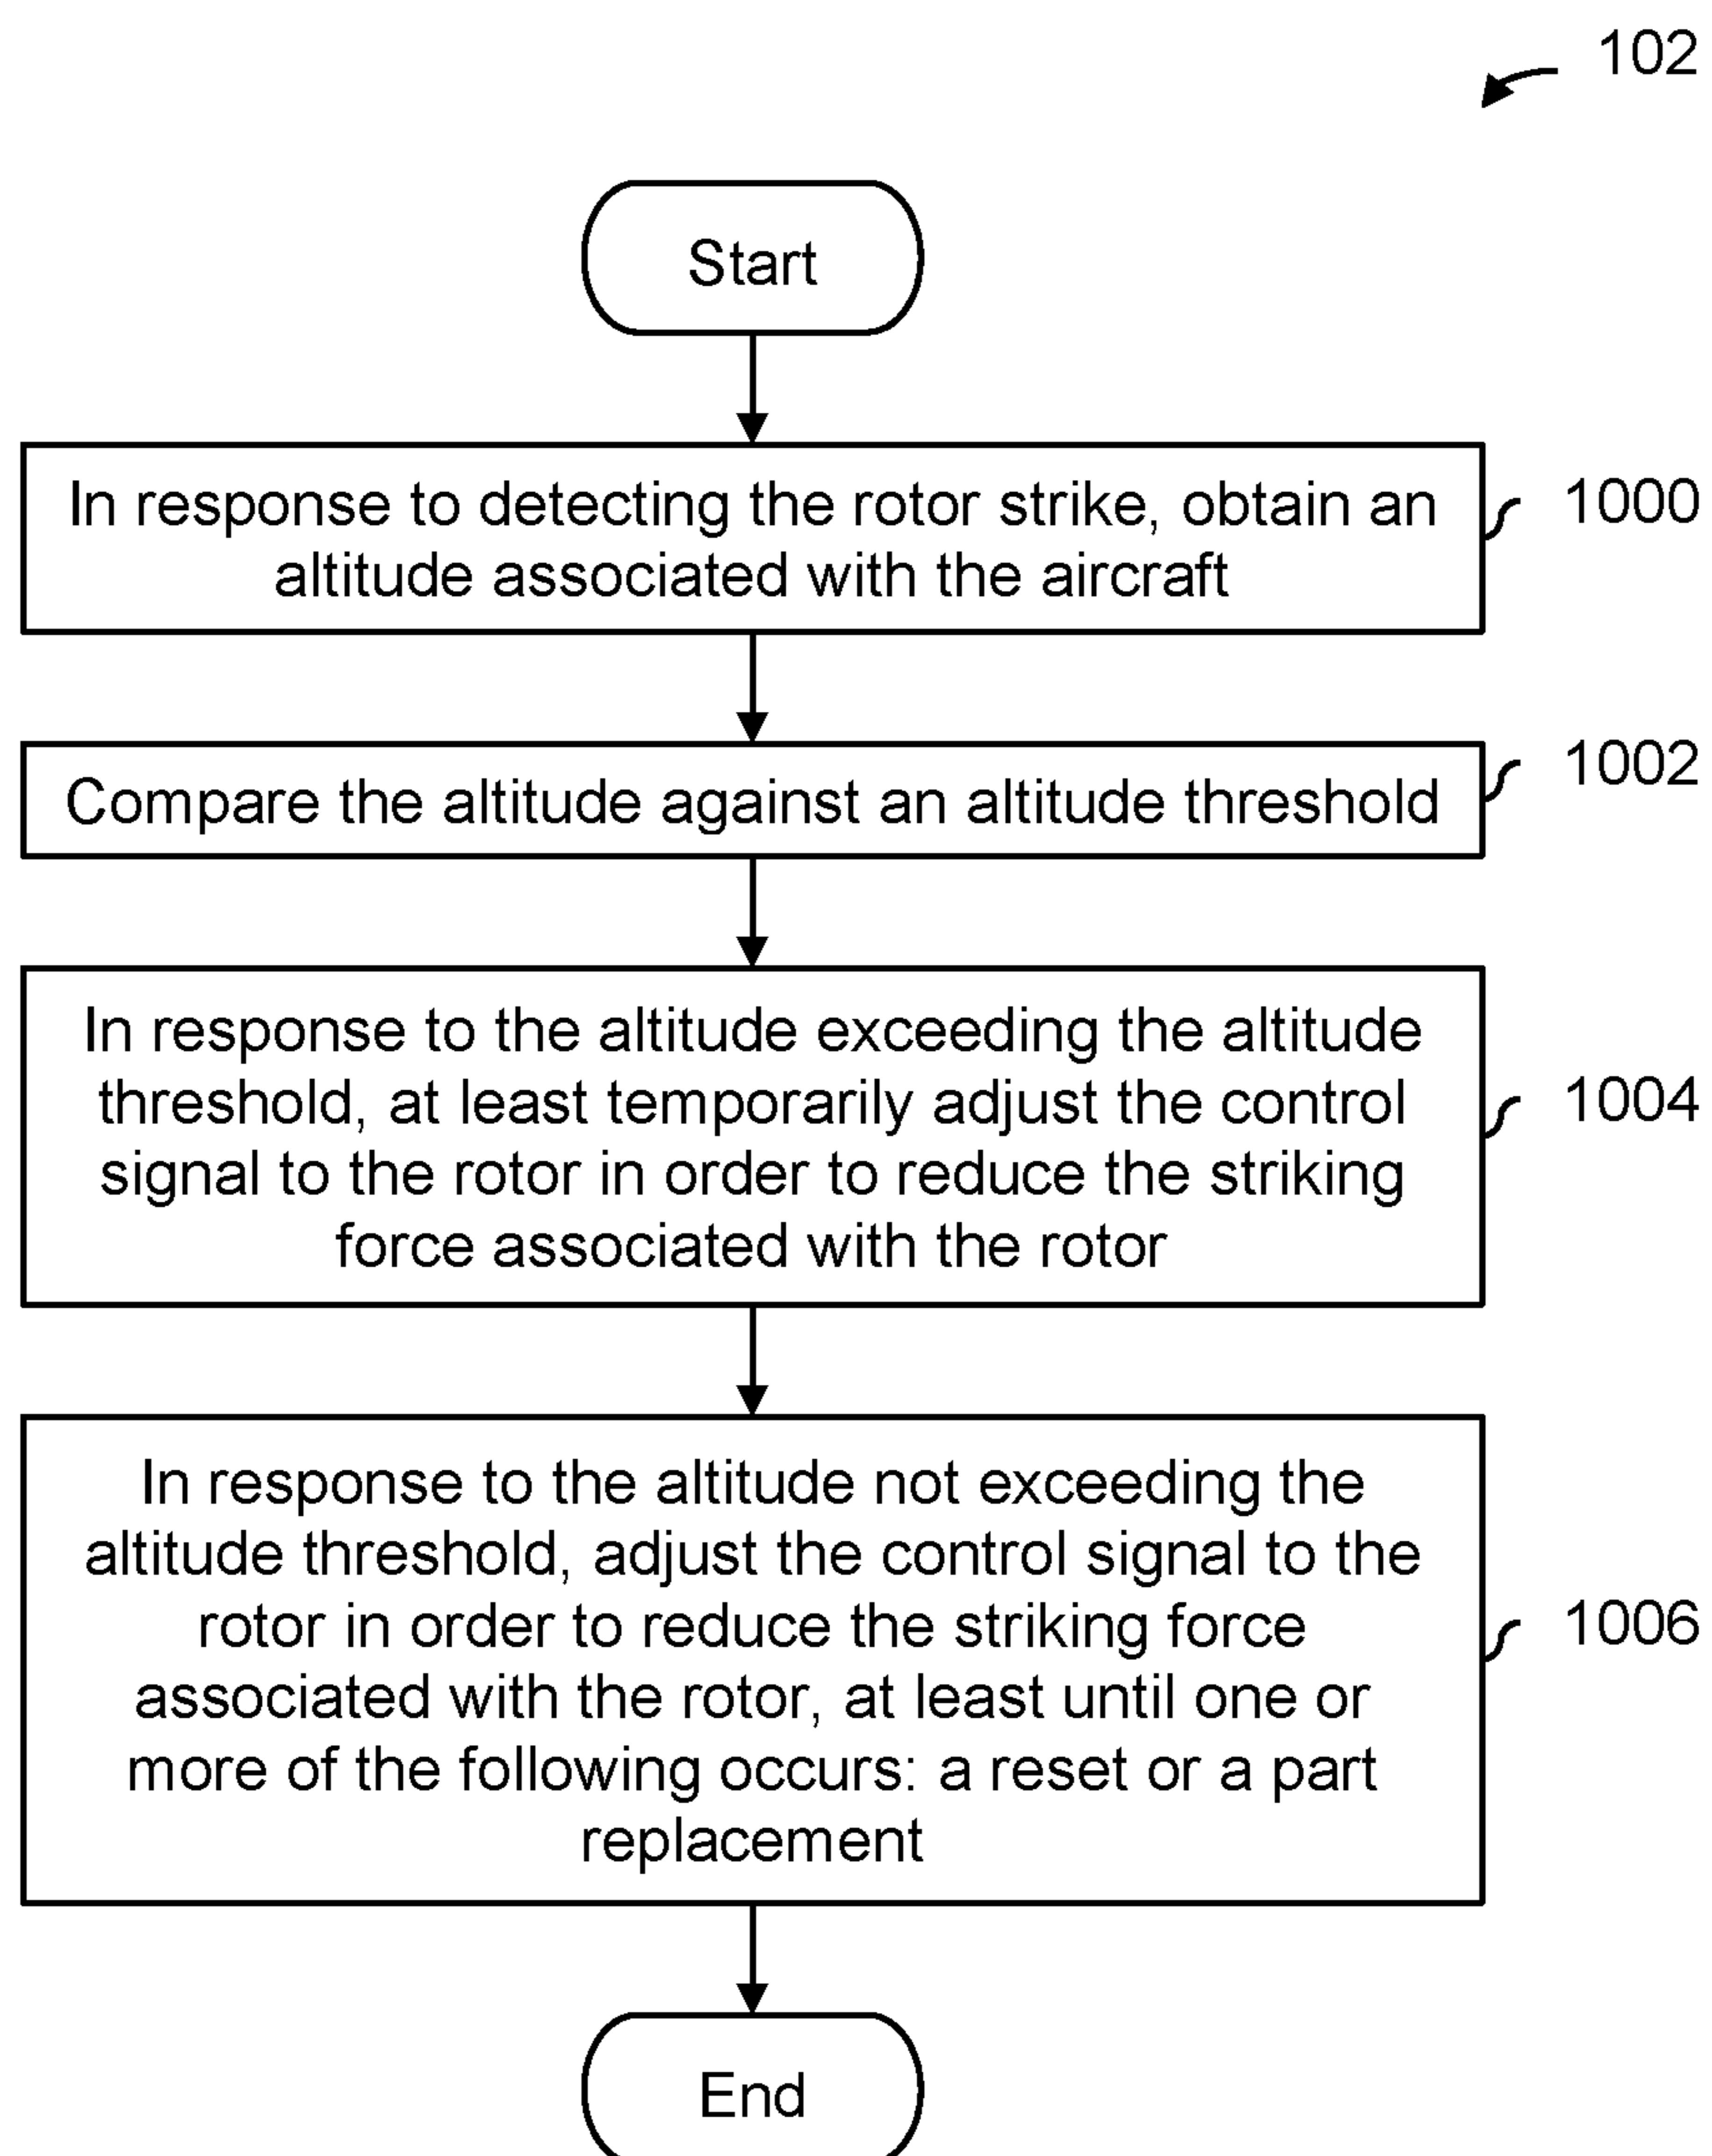 102
Start
In response to detecting the rotor strike, obtain an
altitude associated with the aircraft
1000
Compare the altitude against an altitude threshold
1002
In response to the altitude exceeding the altitude
threshold, at least temporarily adjust the control
signal to the rotor in order to reduce the striking
force associated with the rotor
1004
In response to the altitude not exceeding the
altitude threshold, adjust the control signal to the
rotor in order to reduce the striking force
associated with the rotor, at least until one or
more of the following occurs: a reset or a part
replacement
1006
End